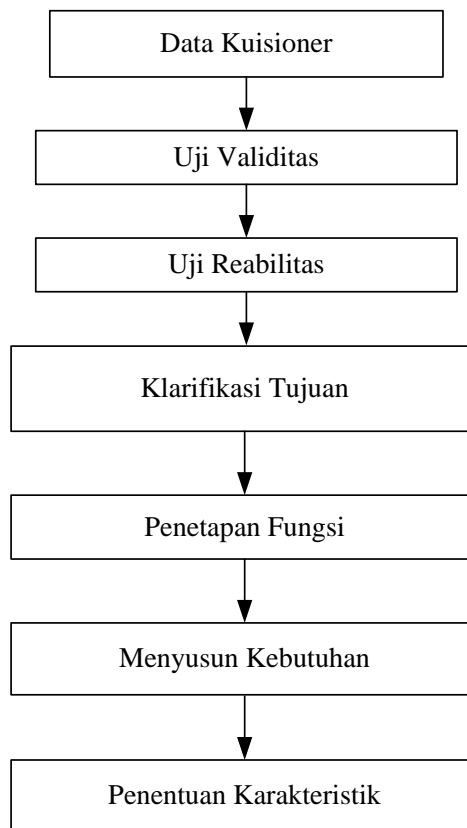 Data Kuisioner
Uji Validitas
Uji Reabilitas
Klarifikasi Tujuan
Penetapan Fungsi
Menyusun Kebutuhan
Penentuan Karakteristik